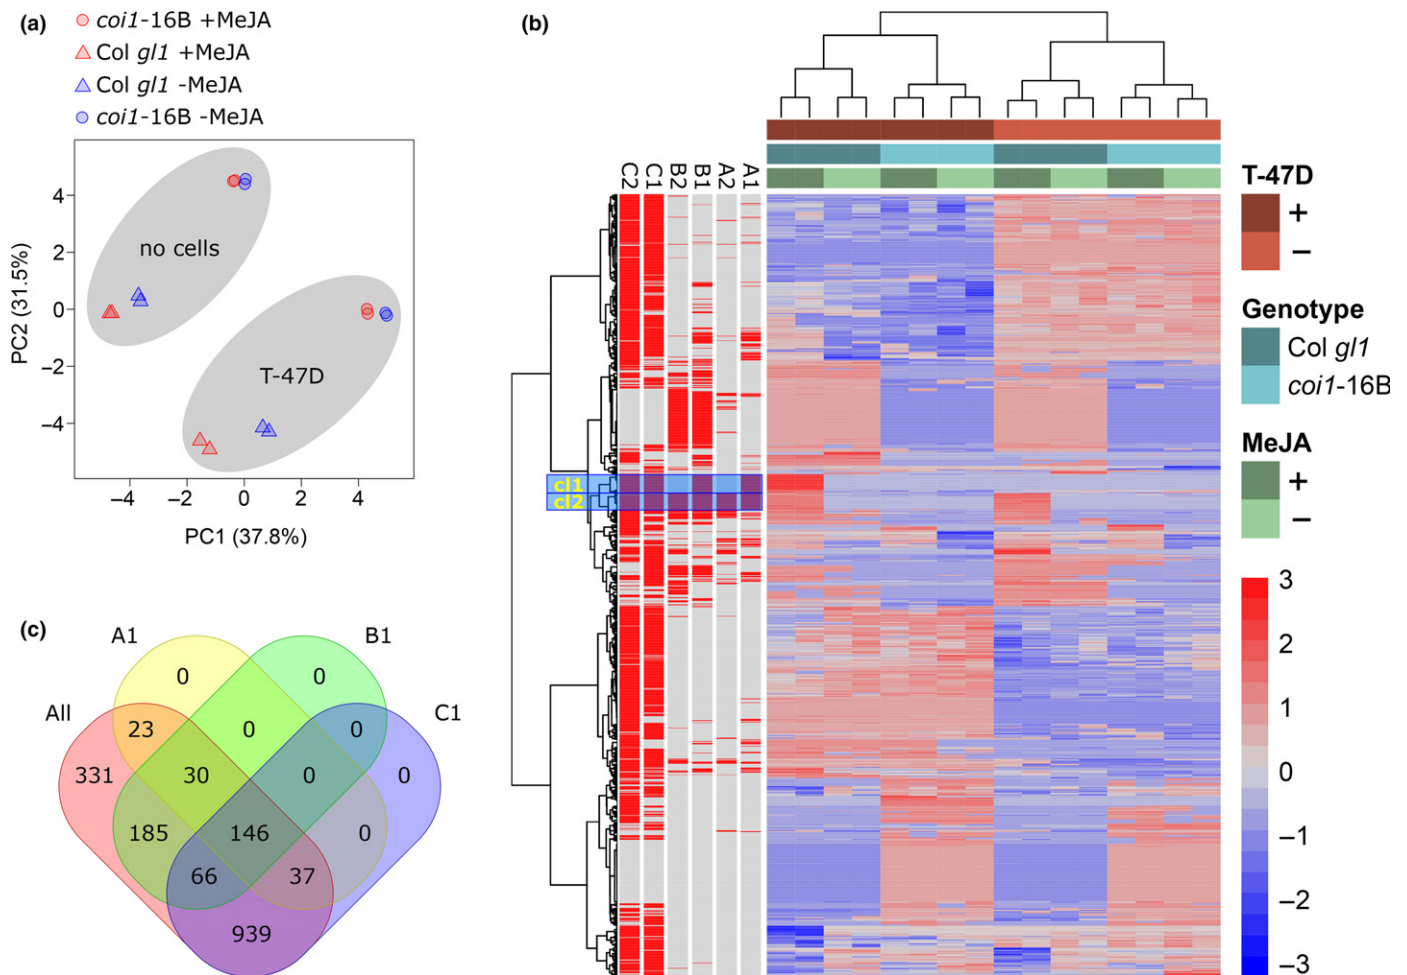 (a)
coi1-16B +MeJA
Col gl1 +MeJA
Col gl1 -MeJA
coi1-16B -MeJA
no cells
T-47D
4
2
0
−2
−4
PC2 (31.5%)
−4 −2 0 2 4
PC1 (37.8%)
(b)
C2 C1 B2 B1 A2 A1
cl1
cl2
T-47D
+
−
Genotype
Col gl1
coi1-16B
MeJA
+
−
3
2
1
0
−1
−2
−3
(c)
A1 B1
All C1
0 0
23 0 0
331 30 0 0
185 146 0
66 37
939